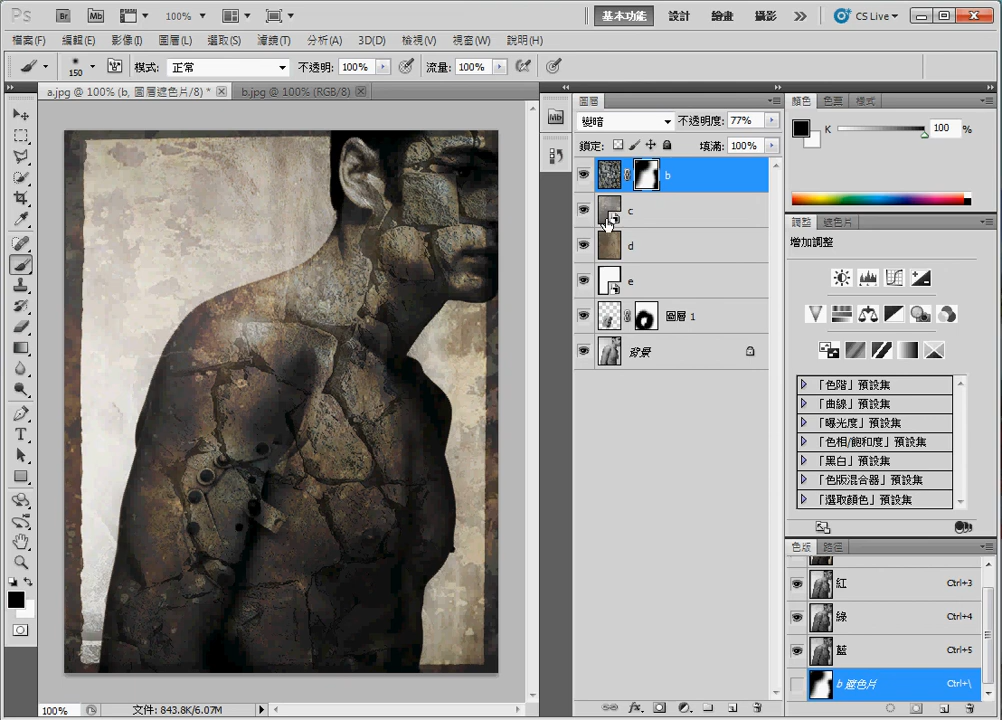 Ps Br Mb 100% 基本功能 設計 繪畫 攝影 CS Live
檔案(F) 編輯(E) 影像(I) 圖層(L) 選取(S) 濾鏡(T) 分析(A) 3D(D) 檢視(V) 視窗(W) 說明(H)
150 模式: 正常 不透明: 100% 流量: 100%
a.jpg @ 100% (b, 圖層遮色片/8) * b.jpg @ 100% (RGB/8)
Mb
圖層
變暗 不透明度: 77%
鎖定: 填滿: 100%
b
c
d
e
圖層 1
背景
顏色 色票 樣式
K 100 %
調整 遮色片
增加調整
「色階」預設集
「曲線」預設集
「曝光度」預設集
「色相/飽和度」預設集
「黑白」預設集
「色版混合器」預設集
「選取顏色」預設集
色版 路徑
紅 Ctrl+3
綠 Ctrl+4
藍 Ctrl+5
b 遮色片 Ctrl+\
100% 文件: 843.8K/6.07M